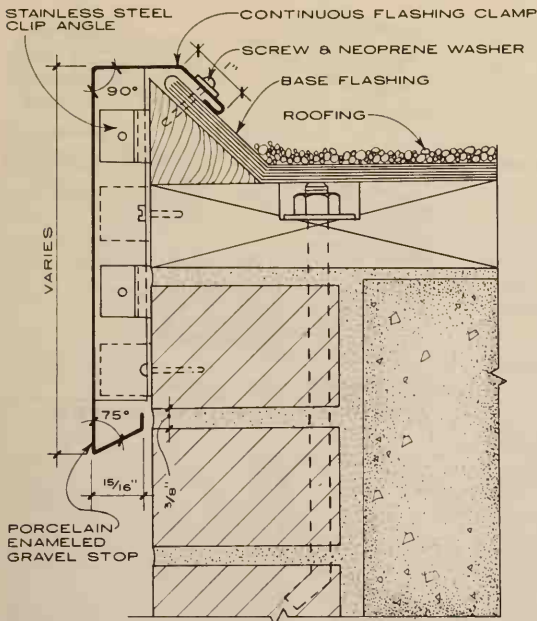 STAINLESS STEEL
CLIP ANGLE
CONTINUOUS FLASHING CLAMP
SCREW & NEOPRENE WASHER
1"
BASE FLASHING
ROOFING
90°
VARIES
75°
15/16"
3/8"
PORCELAIN
ENAMELED
GRAVEL STOP